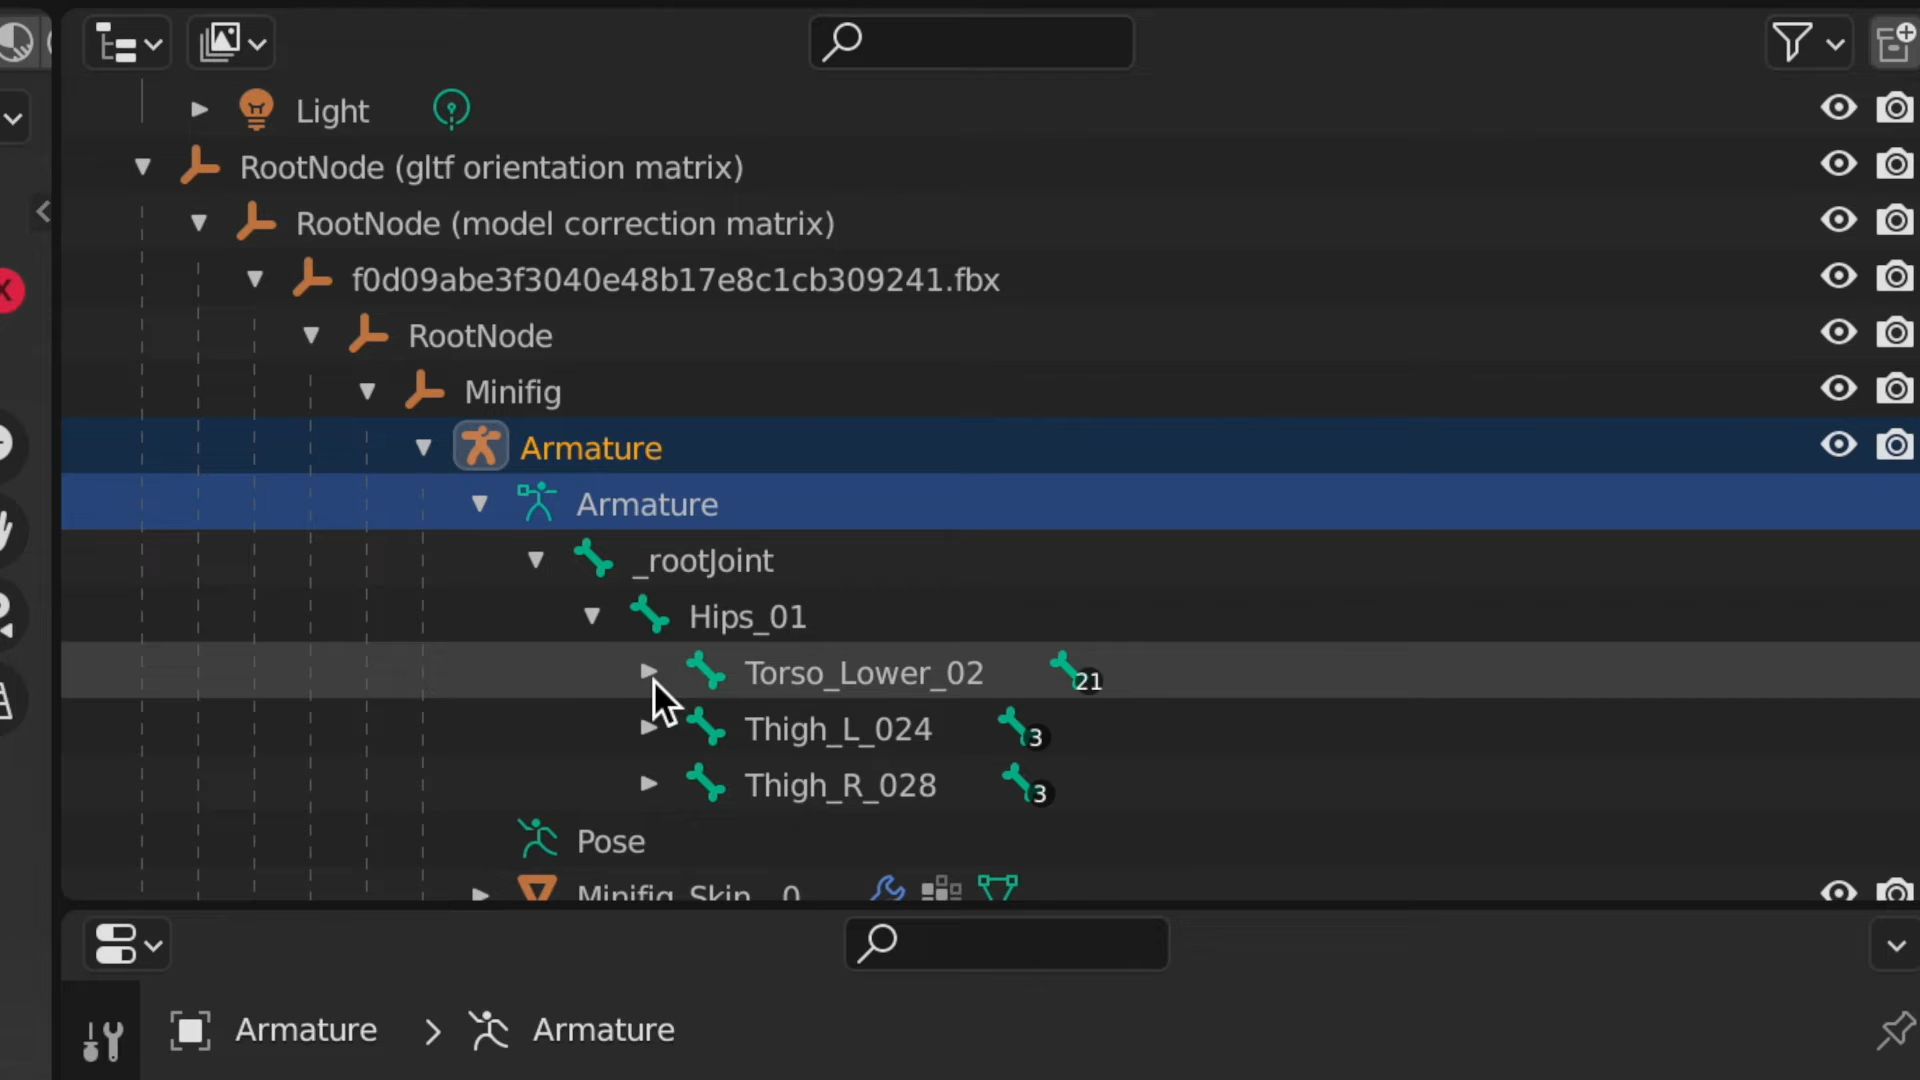 Light
RootNode (gltf orientation matrix)
RootNode (model correction matrix)
f0d09abe3f3040e48b17e8c1cb309241.fbx
RootNode
Minifig
Armature
Armature
_rootJoint
Hips_01
Torso_Lower_02 21
Thigh_L_024 3
Thigh_R_028 3
Pose
Minifig_Skin__0
Armature > Armature